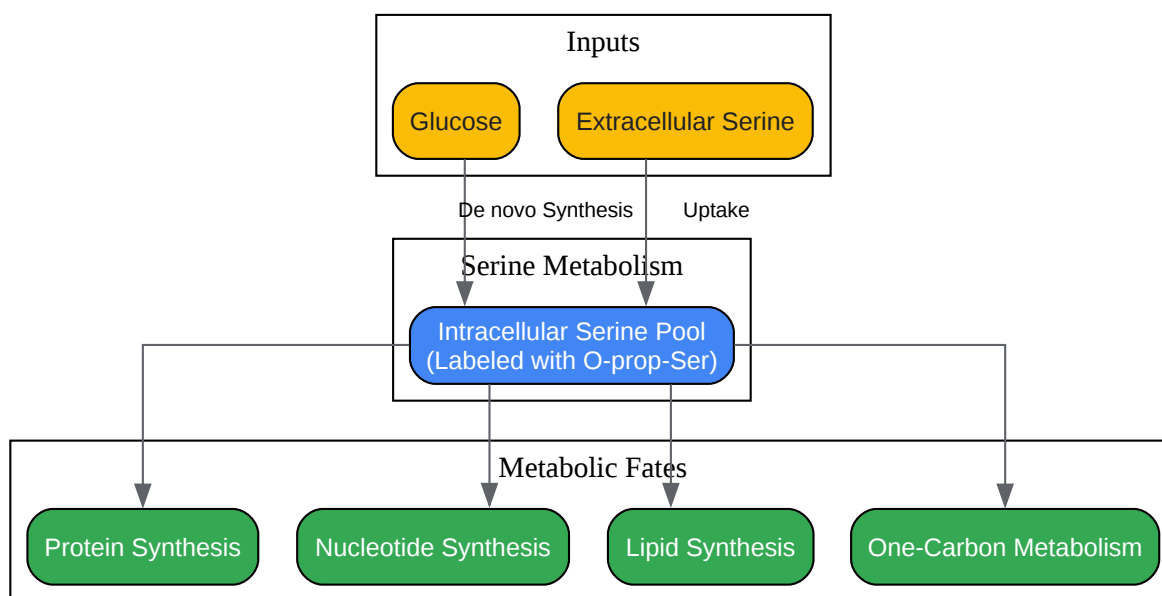 Inputs
Glucose
Extracellular Serine
De novo Synthesis
Uptake
Serine Metabolism
Intracellular Serine Pool
(Labeled with O-prop-Ser)
Metabolic Fates
Protein Synthesis
Nucleotide Synthesis
Lipid Synthesis
One-Carbon Metabolism